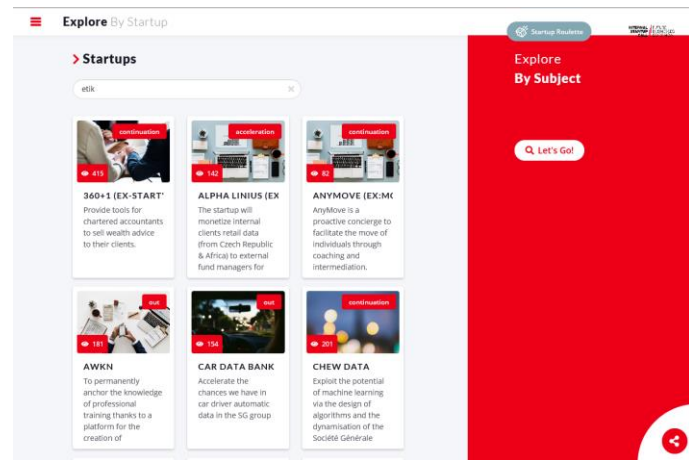 Explore By Startup
Startup Roulette
> Startups
etik
continuation
415
360+1 (EX-START'
Provide tools for
chartered accountants
to sell wealth advice
to their clients.
acceleration
142
ALPHA LINIUS (EX
The startup will
monetize internal
clients retail data
(from Czech Republic
& Africa) to external
fund managers for
continuation
82
ANYMOVE (EX:M
AnyMove is a
proactive concierge to
facilitate the move of
individuals through
coaching and
intermediation.
out
181
AWKN
To permanently
anchor the knowledge
of professional
training thanks to a
platform for the
creation of
out
154
CAR DATA BANK
Accelerate the
chances we have in
car driver automatic
data in the SG group
continuation
201
CHEW DATA
Exploit the potential
of machine learning
via the design of
algorithms and the
dynamisation of the
Société Générale
Explore
By Subject
Let's Go!